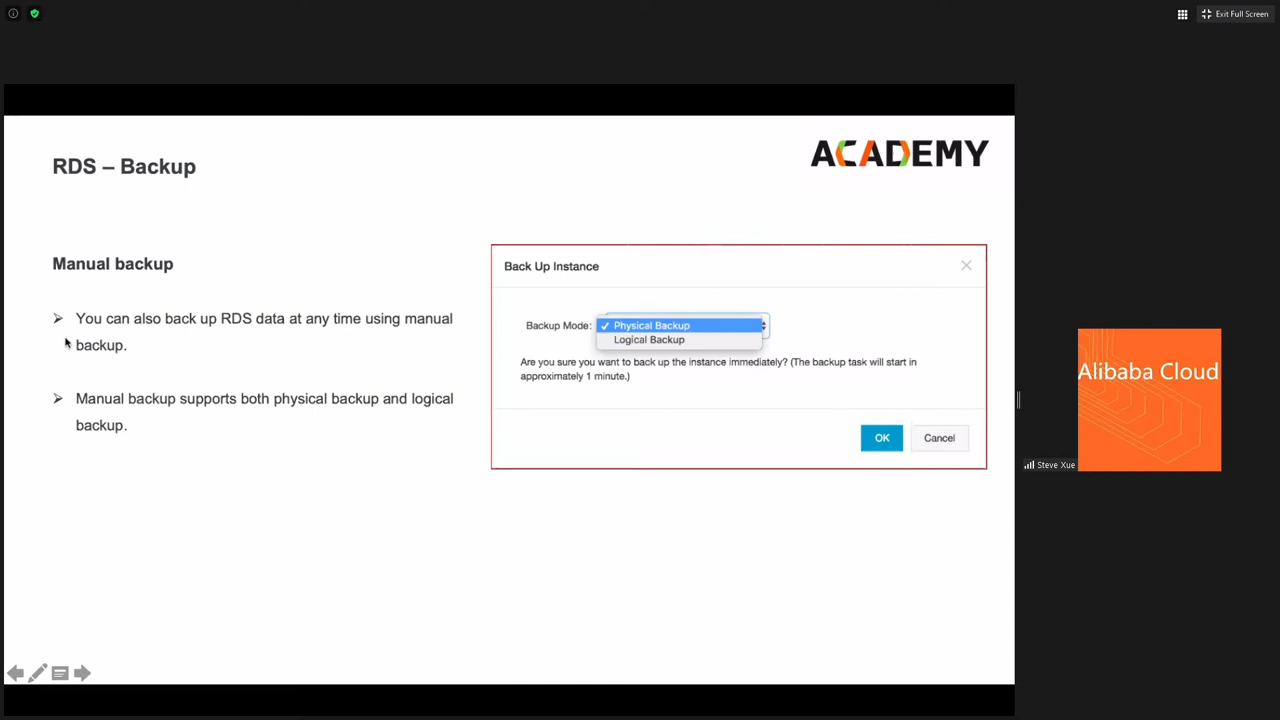 Exit Full Screen
RDS – Backup
ACADEMY
Manual backup
➢ You can also back up RDS data at any time using manual
backup.
➢ Manual backup supports both physical backup and logical
backup.
Back Up Instance
Backup Mode:
✓ Physical Backup
Logical Backup
Are you sure you want to back up the instance immediately? (The backup task will start in
approximately 1 minute.)
OK
Cancel
Alibaba Cloud
Steve Xue